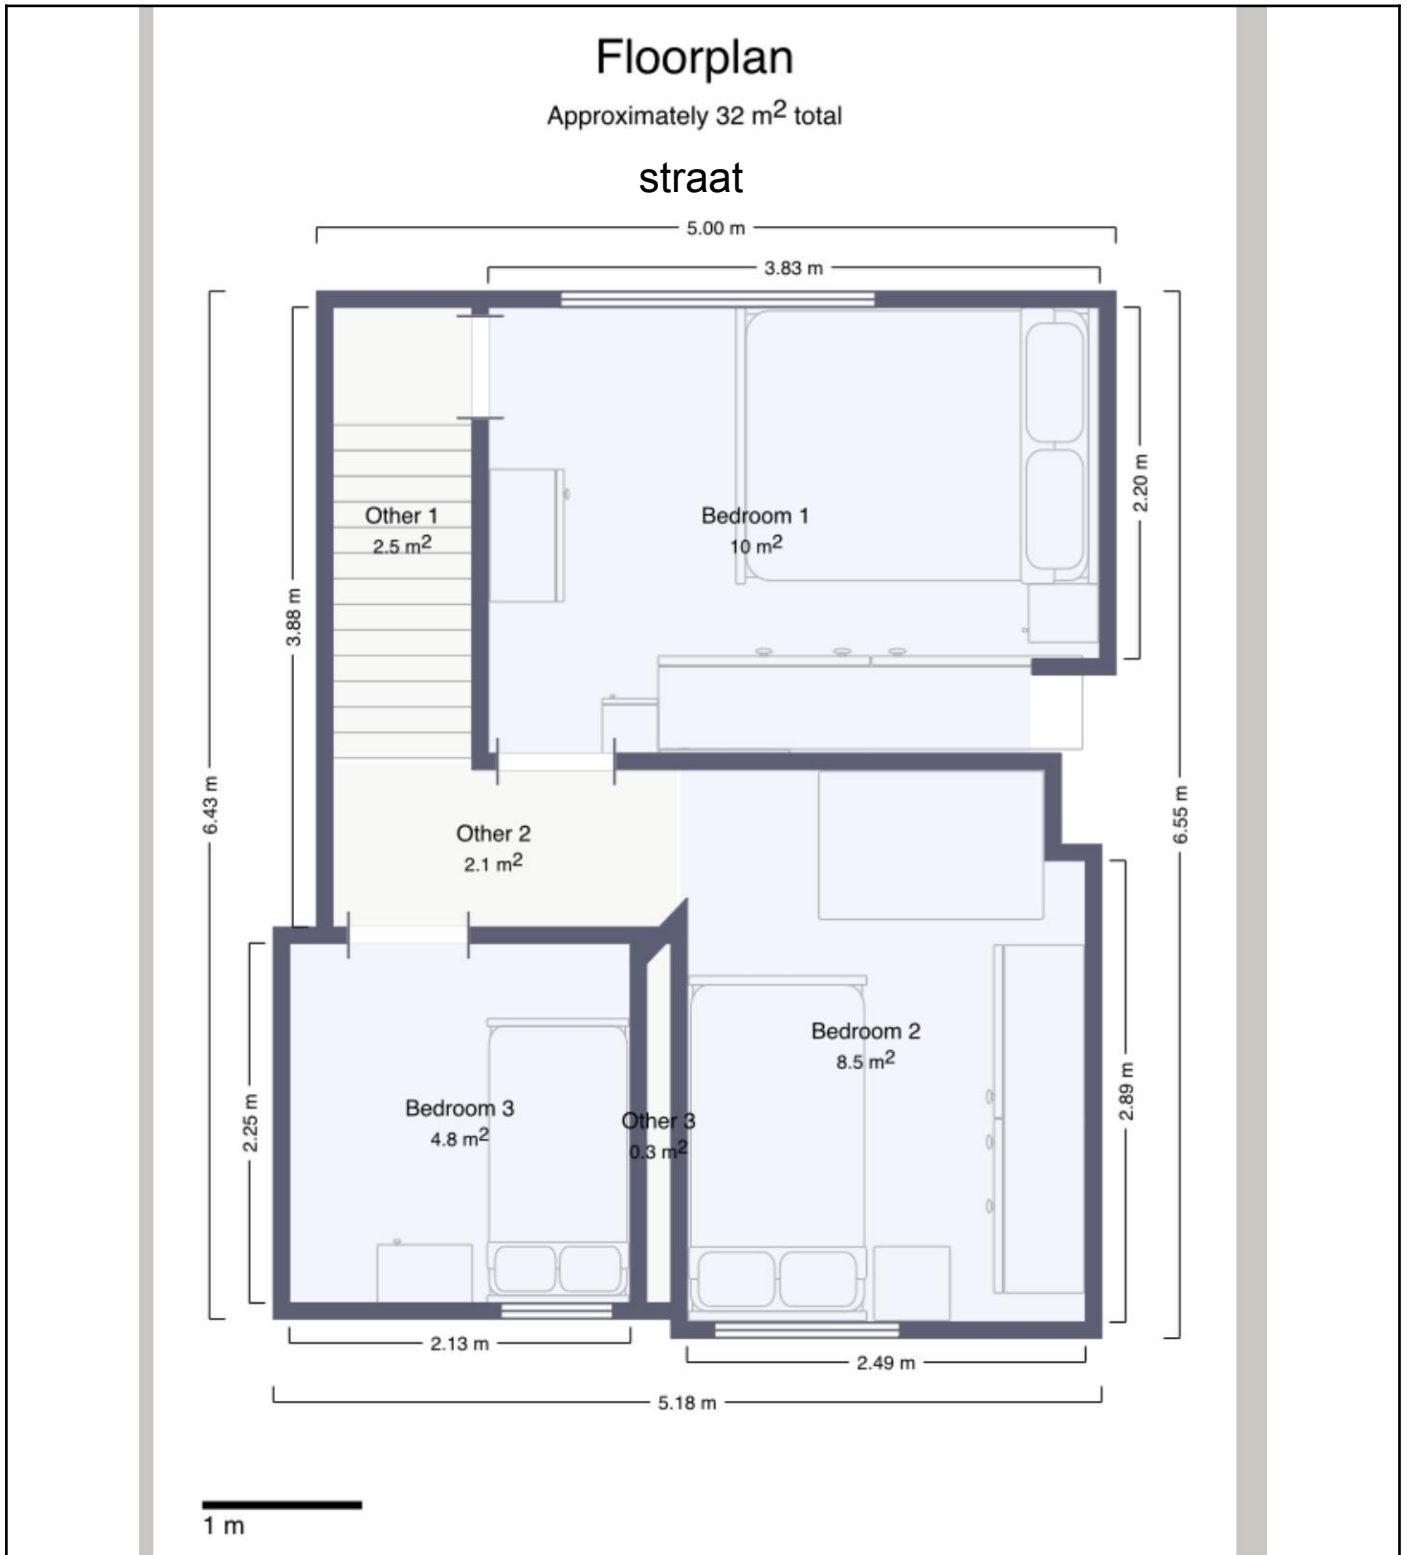 Floorplan
Approximately 32 m² total
straat
5.00 m
3.83 m
2.20 m
Other 1
2.5 m²
Bedroom 1
10 m²
3.88 m
6.43 m
6.55 m
Other 2
2.1 m²
Bedroom 2
8.5 m²
2.89 m
Bedroom 3
4.8 m²
Other 3
0.3 m²
2.25 m
2.13 m
2.49 m
5.18 m
1 m